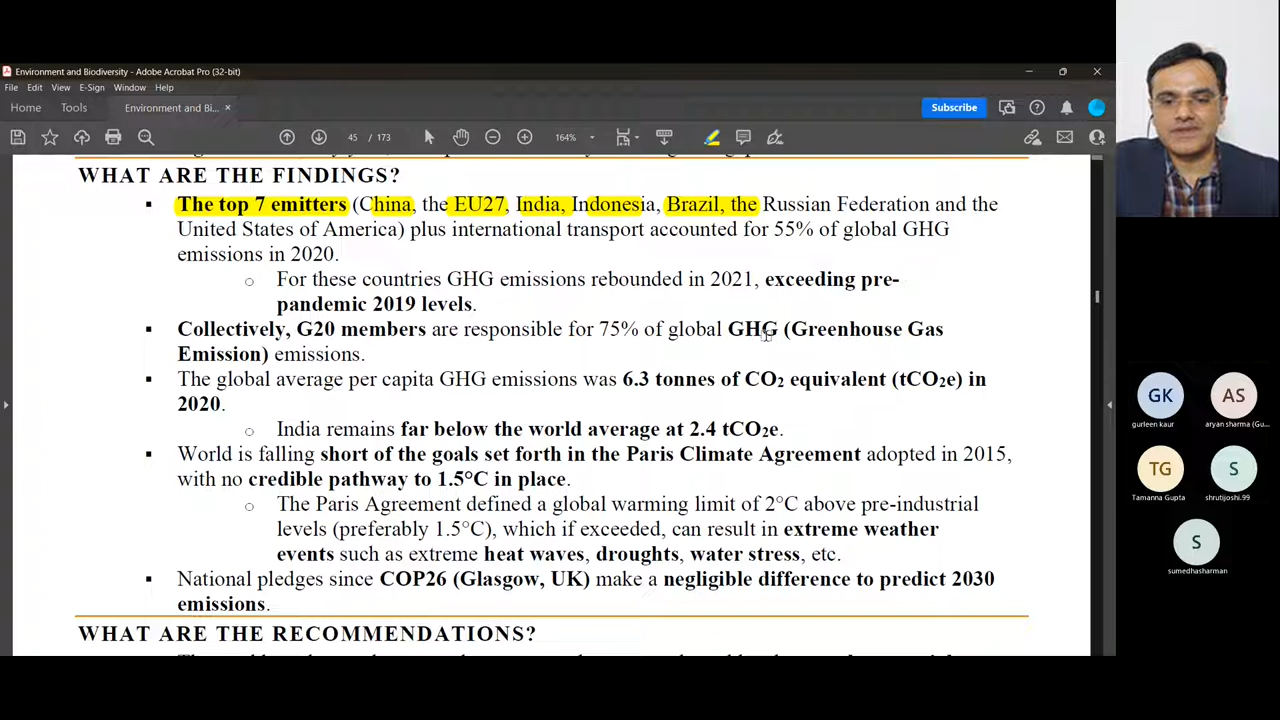 Environment and Biodiversity - Adobe Acrobat Pro (32-bit)
File Edit View E-Sign Window Help
Home Tools Environment and Bi... × Subscribe
45 / 173 164%
WHAT ARE THE FINDINGS?
▪ The top 7 emitters (China, the EU27, India, Indonesia, Brazil, the Russian Federation and the
United States of America) plus international transport accounted for 55% of global GHG
emissions in 2020.
o For these countries GHG emissions rebounded in 2021, exceeding pre-
pandemic 2019 levels.
▪ Collectively, G20 members are responsible for 75% of global GHG (Greenhouse Gas
Emission) emissions.
▪ The global average per capita GHG emissions was 6.3 tonnes of CO₂ equivalent (tCO₂e) in
2020.
o India remains far below the world average at 2.4 tCO₂e.
▪ World is falling short of the goals set forth in the Paris Climate Agreement adopted in 2015,
with no credible pathway to 1.5°C in place.
o The Paris Agreement defined a global warming limit of 2°C above pre-industrial
levels (preferably 1.5°C), which if exceeded, can result in extreme weather
events such as extreme heat waves, droughts, water stress, etc.
▪ National pledges since COP26 (Glasgow, UK) make a negligible difference to predict 2030
emissions.
WHAT ARE THE RECOMMENDATIONS?
GK AS
gurleen kaur aryan sharma (Gu...
TG S
Tamanna Gupta shrutijoshi.99
S
sumedhasharman